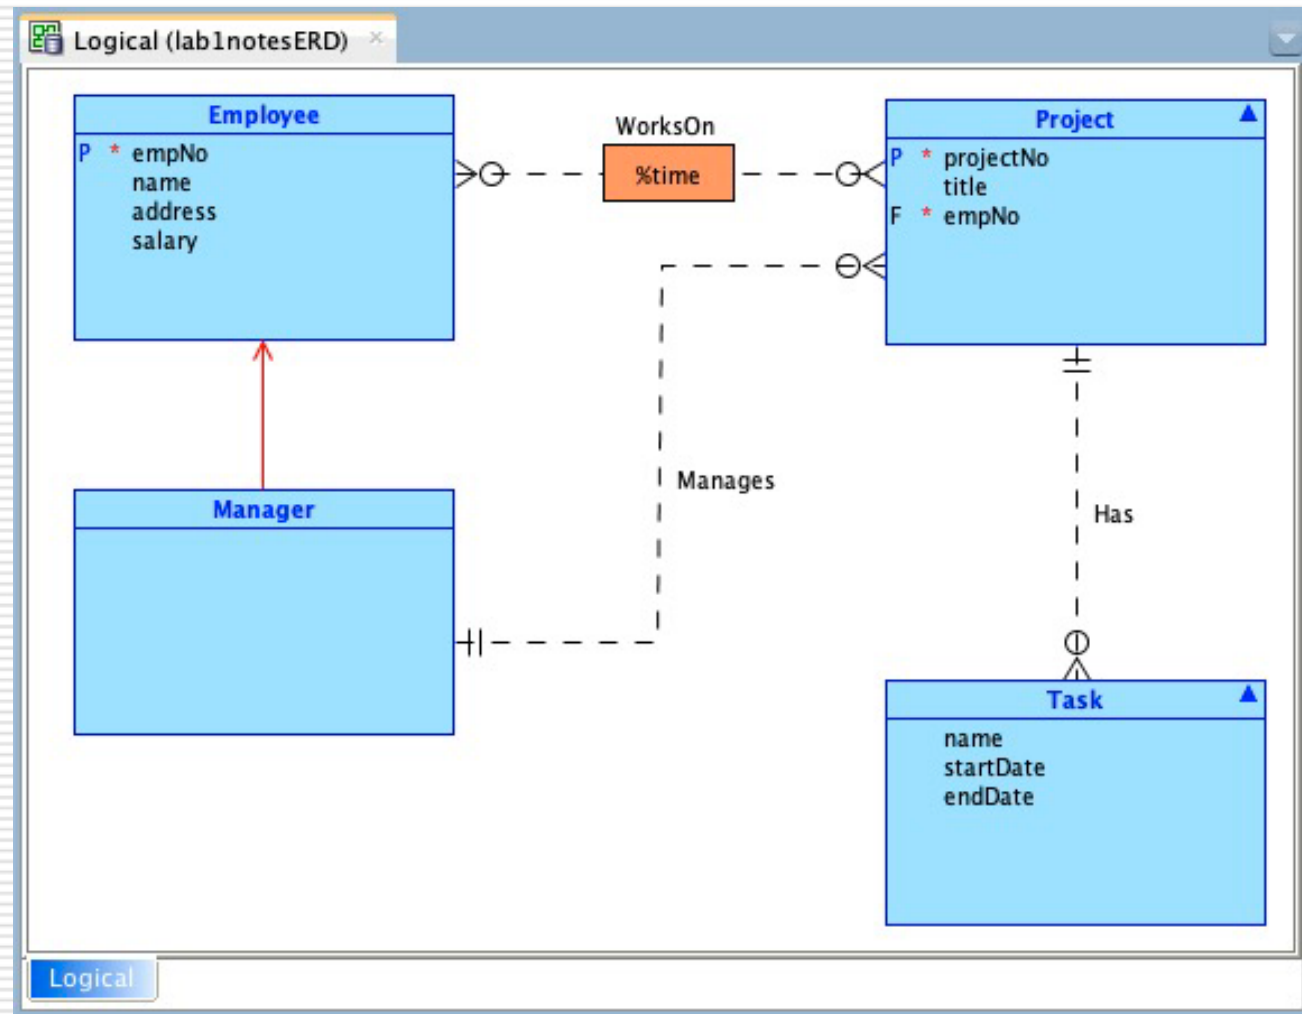 Logical (lab1notesERD)
Employee
P * empNo
name
address
salary
WorksOn
%time
Project
P * projectNo
title
F * empNo
Manages
Manager
Has
Task
name
startDate
endDate
Logical